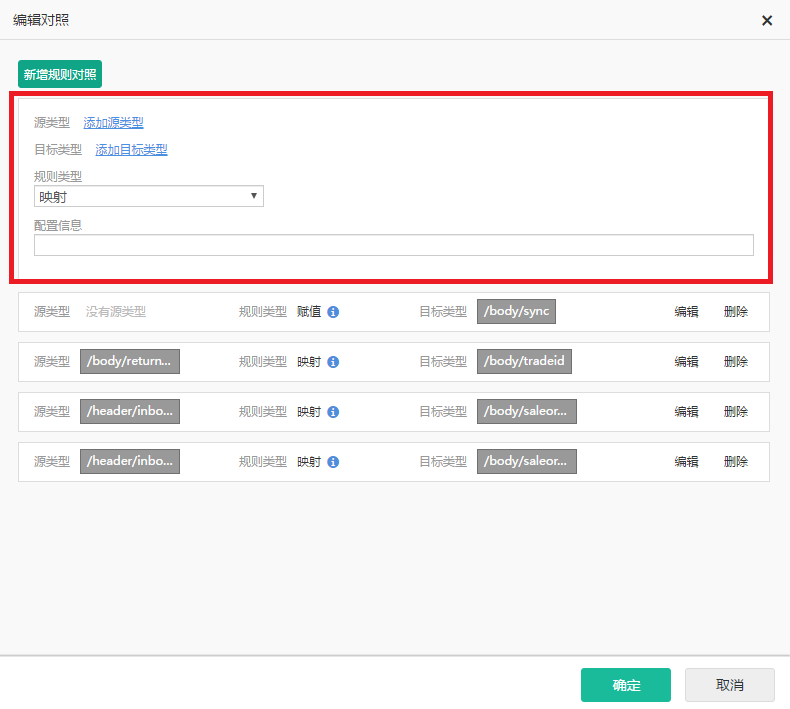 编辑对照 ×
新增规则对照
源类型 添加源类型
目标类型 添加目标类型
规则类型
映射
配置信息
源类型 没有源类型 规则类型 赋值 目标类型 /body/sync 编辑 删除
源类型 /body/return... 规则类型 映射 目标类型 /body/tradeid 编辑 删除
源类型 /header/inbo... 规则类型 映射 目标类型 /body/saleor... 编辑 删除
源类型 /header/inbo... 规则类型 映射 目标类型 /body/saleor... 编辑 删除
确定 取消